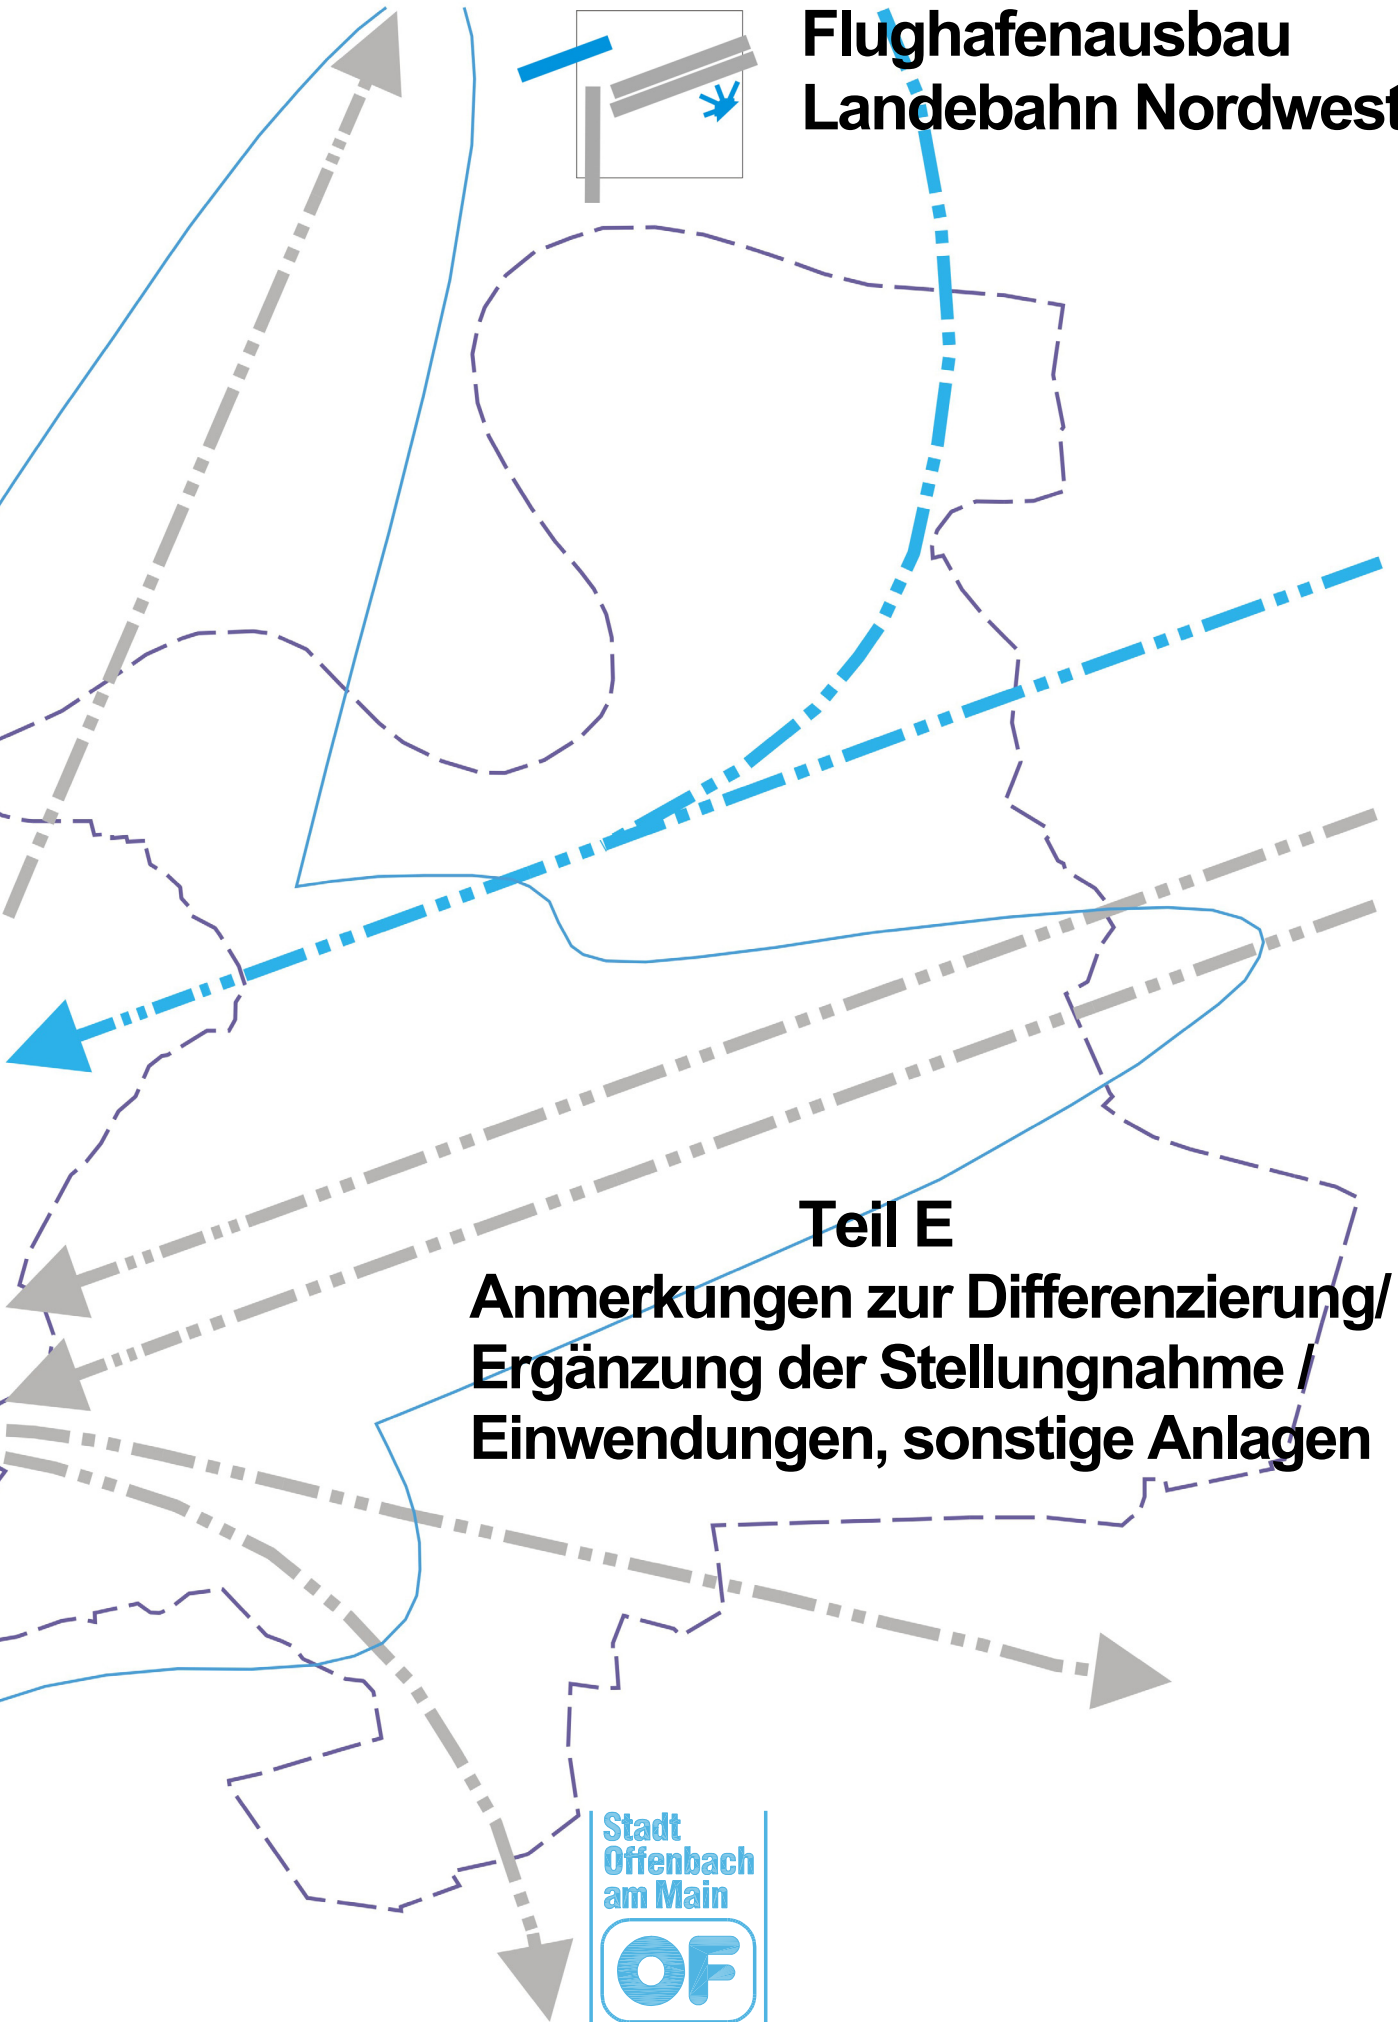 Flughafenausbau
Landebahn Nordwest
Teil E
Anmerkungen zur Differenzierung/
Ergänzung der Stellungnahme /
Einwendungen, sonstige Anlagen
Stadt
Offenbach
am Main
OF